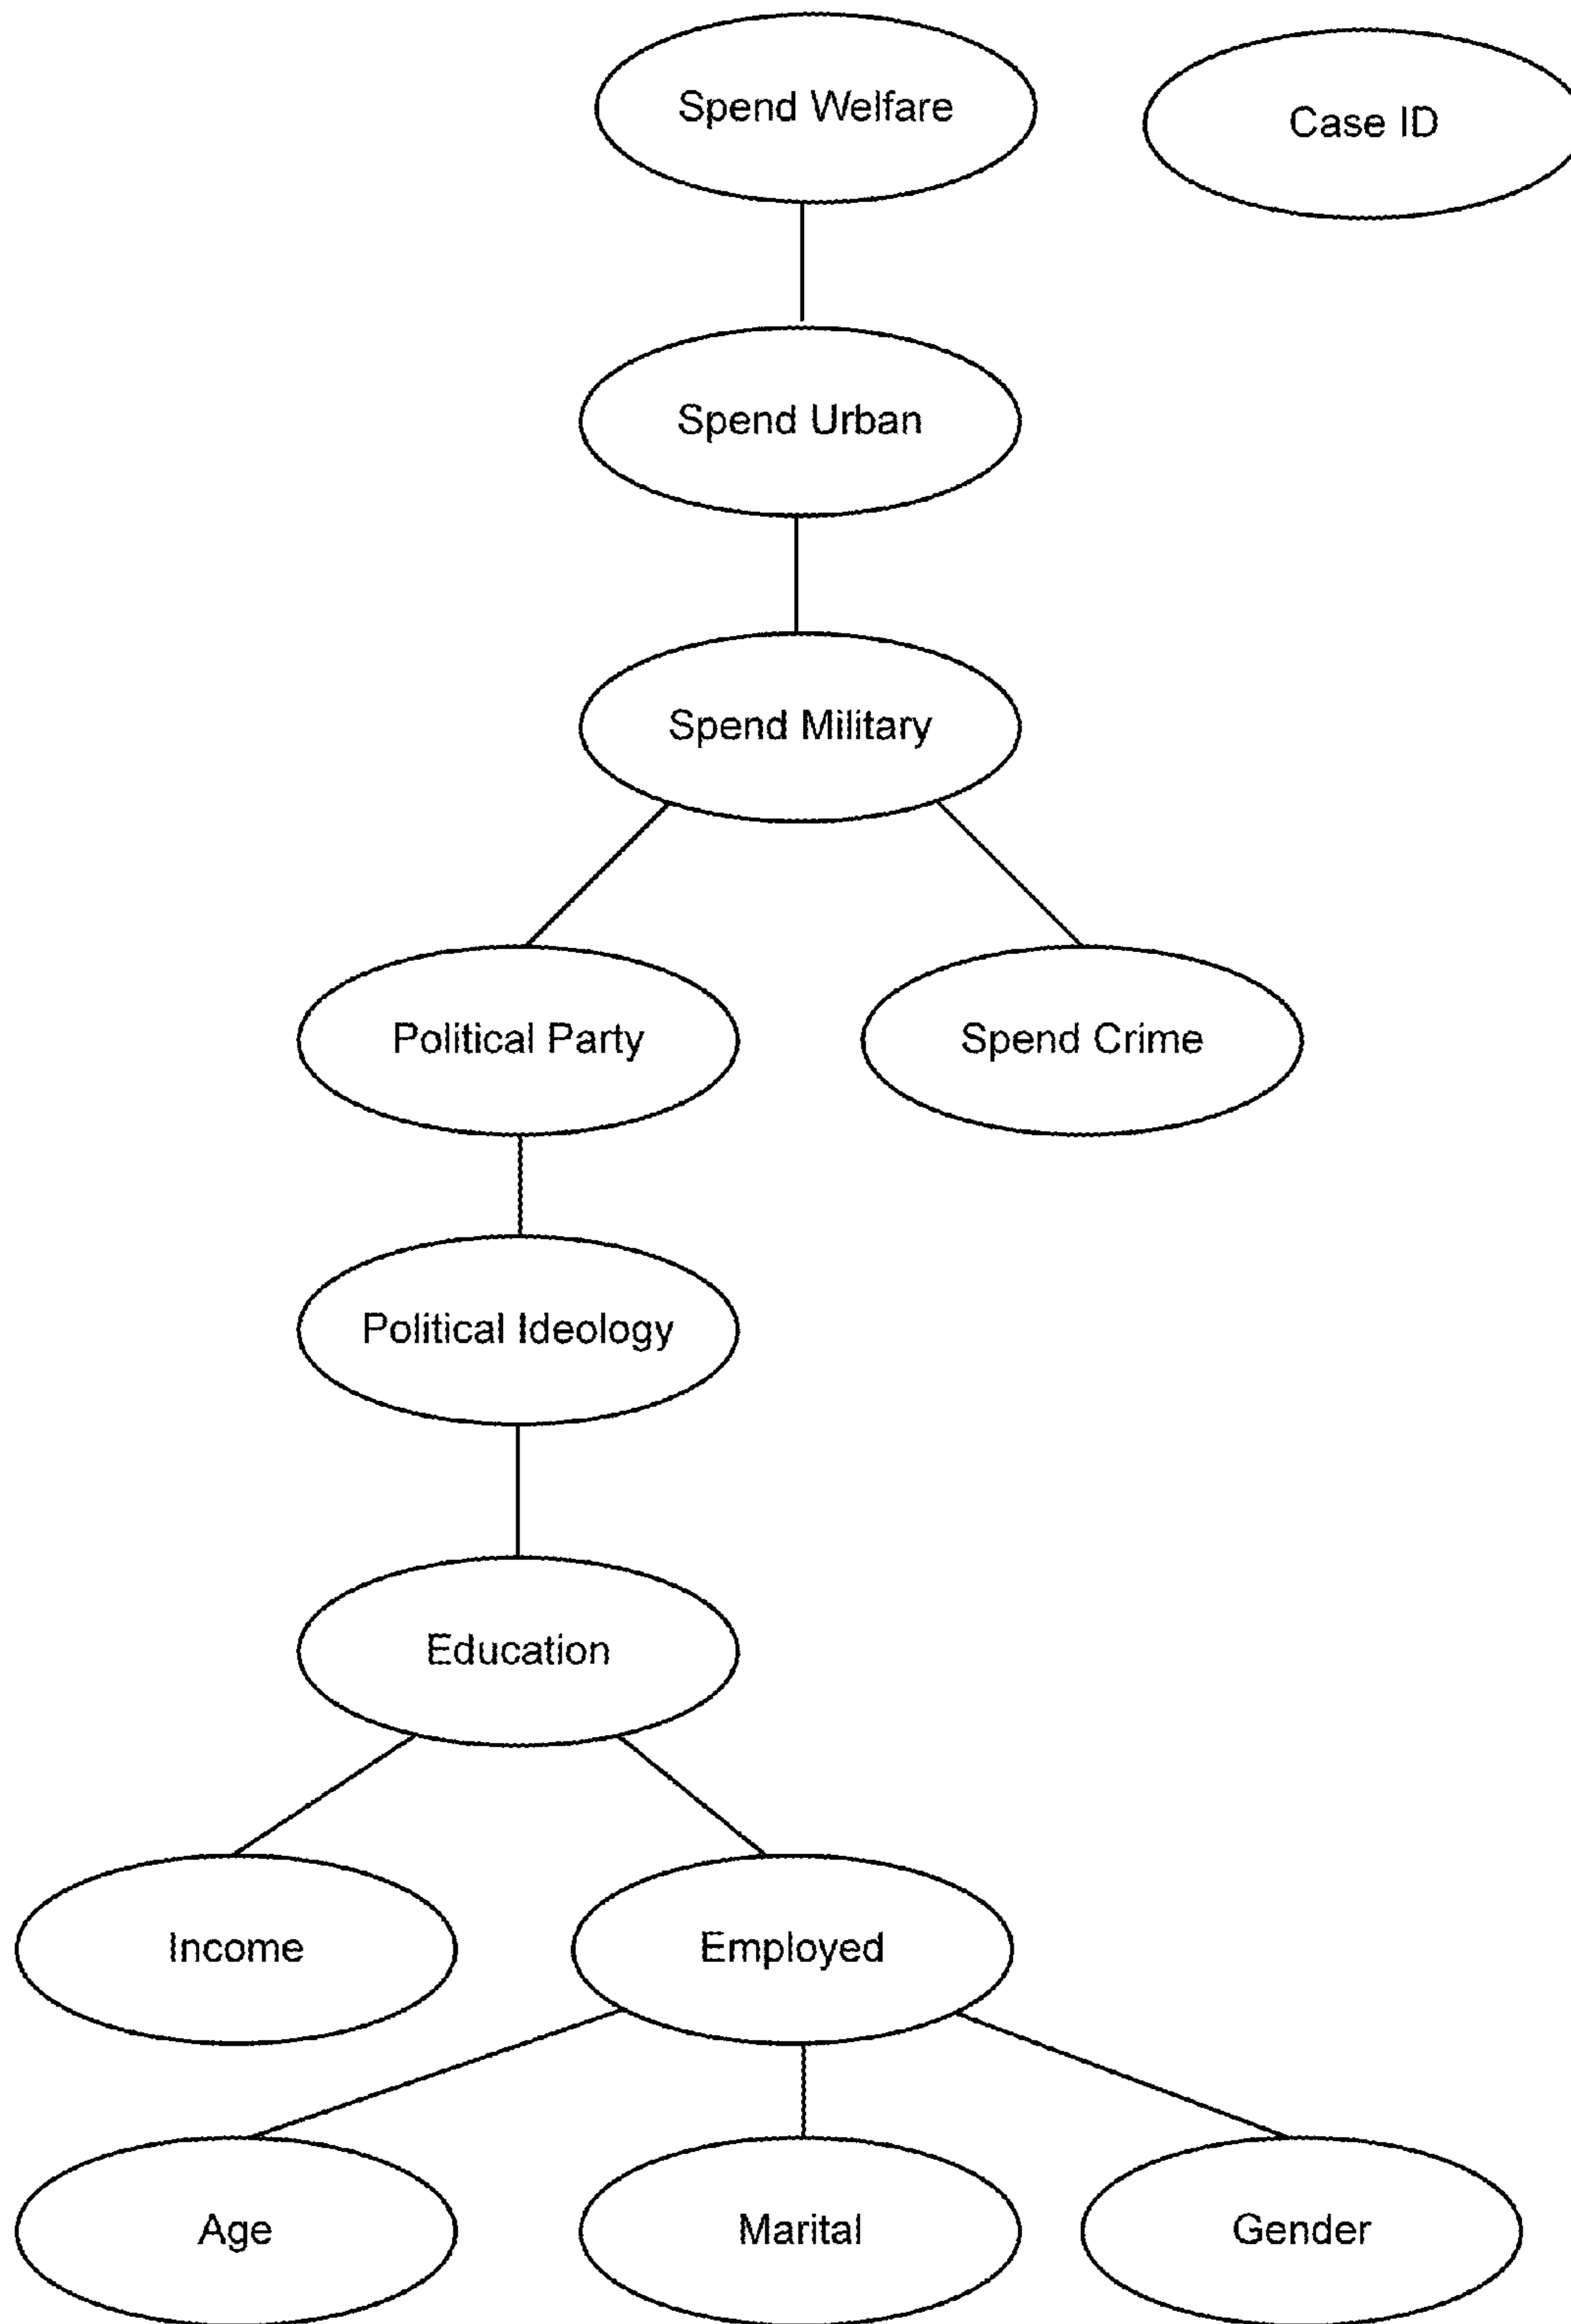 Spend Welfare
Case ID
Spend Urban
Spend Military
Political Party
Spend Crime
Political Ideology
Education
Income
Employed
Age
Marital
Gender